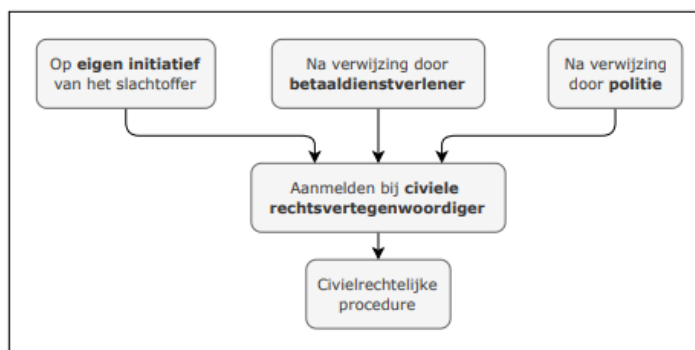 Op eigen initiatief
van het slachtoffer
Na verwijzing door
betaaldienstverlener
Na verwijzing
door politie
Aanmelden bij civiele
rechtsvertegenwoordiger
Civielrechtelijke
procedure